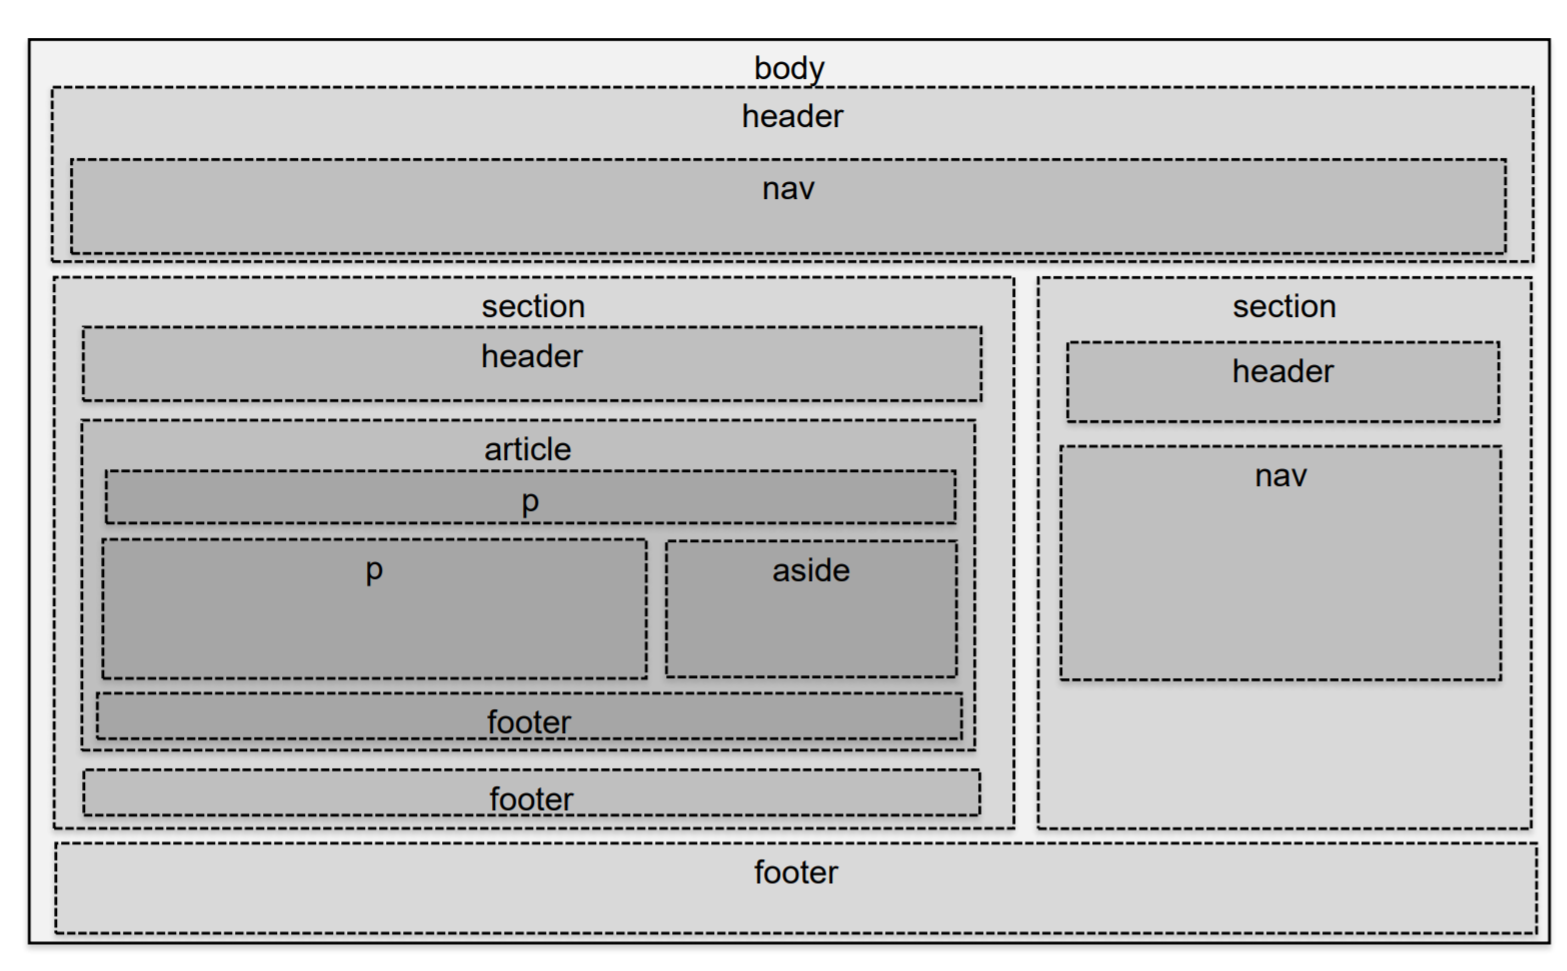 body
header
nav
section
header
article
p
p
aside
footer
footer
section
header
nav
footer